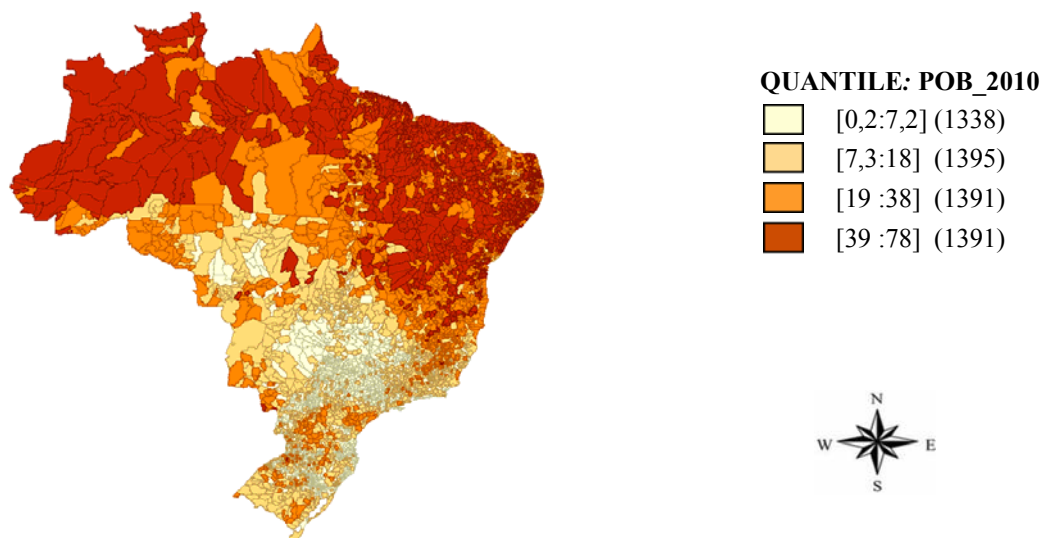 QUANTILE: POB_2010
[0,2:7,2] (1338)
[7,3:18] (1395)
[19 :38] (1391)
[39 :78] (1391)
N
W E
S